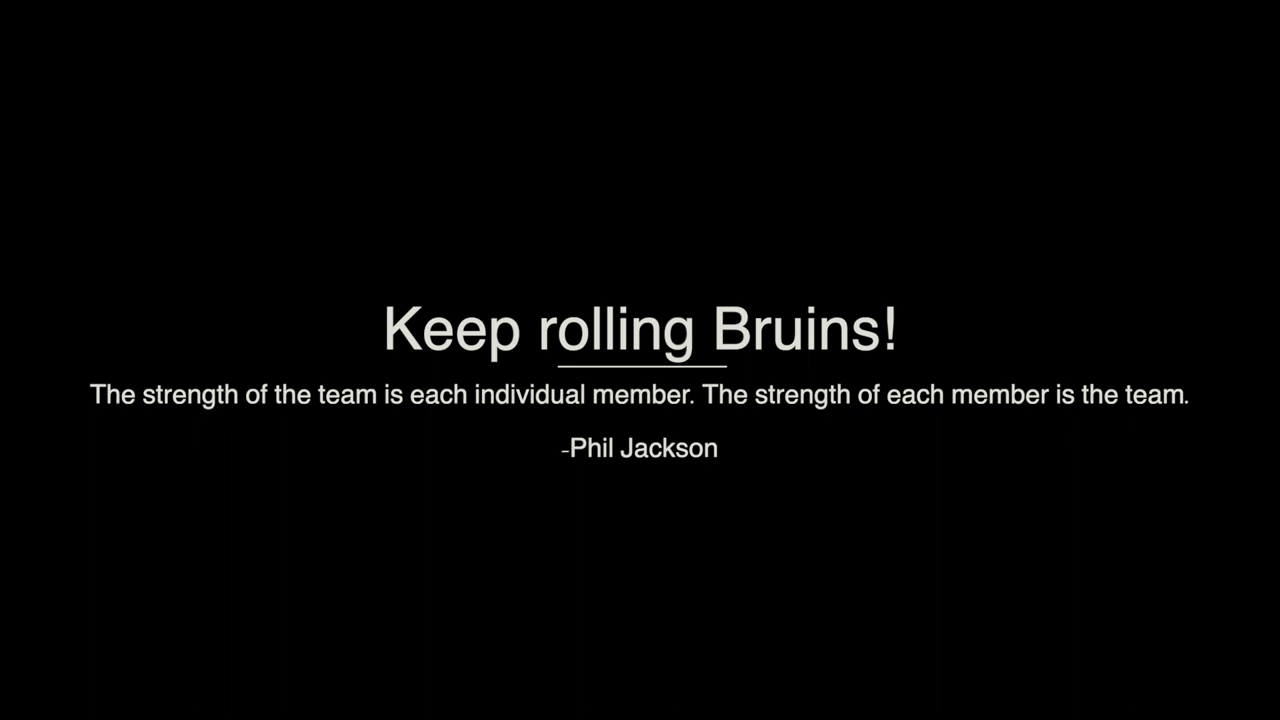 Keep rolling Bruins!
The strength of the team is each individual member. The strength of each member is the team.
-Phil Jackson